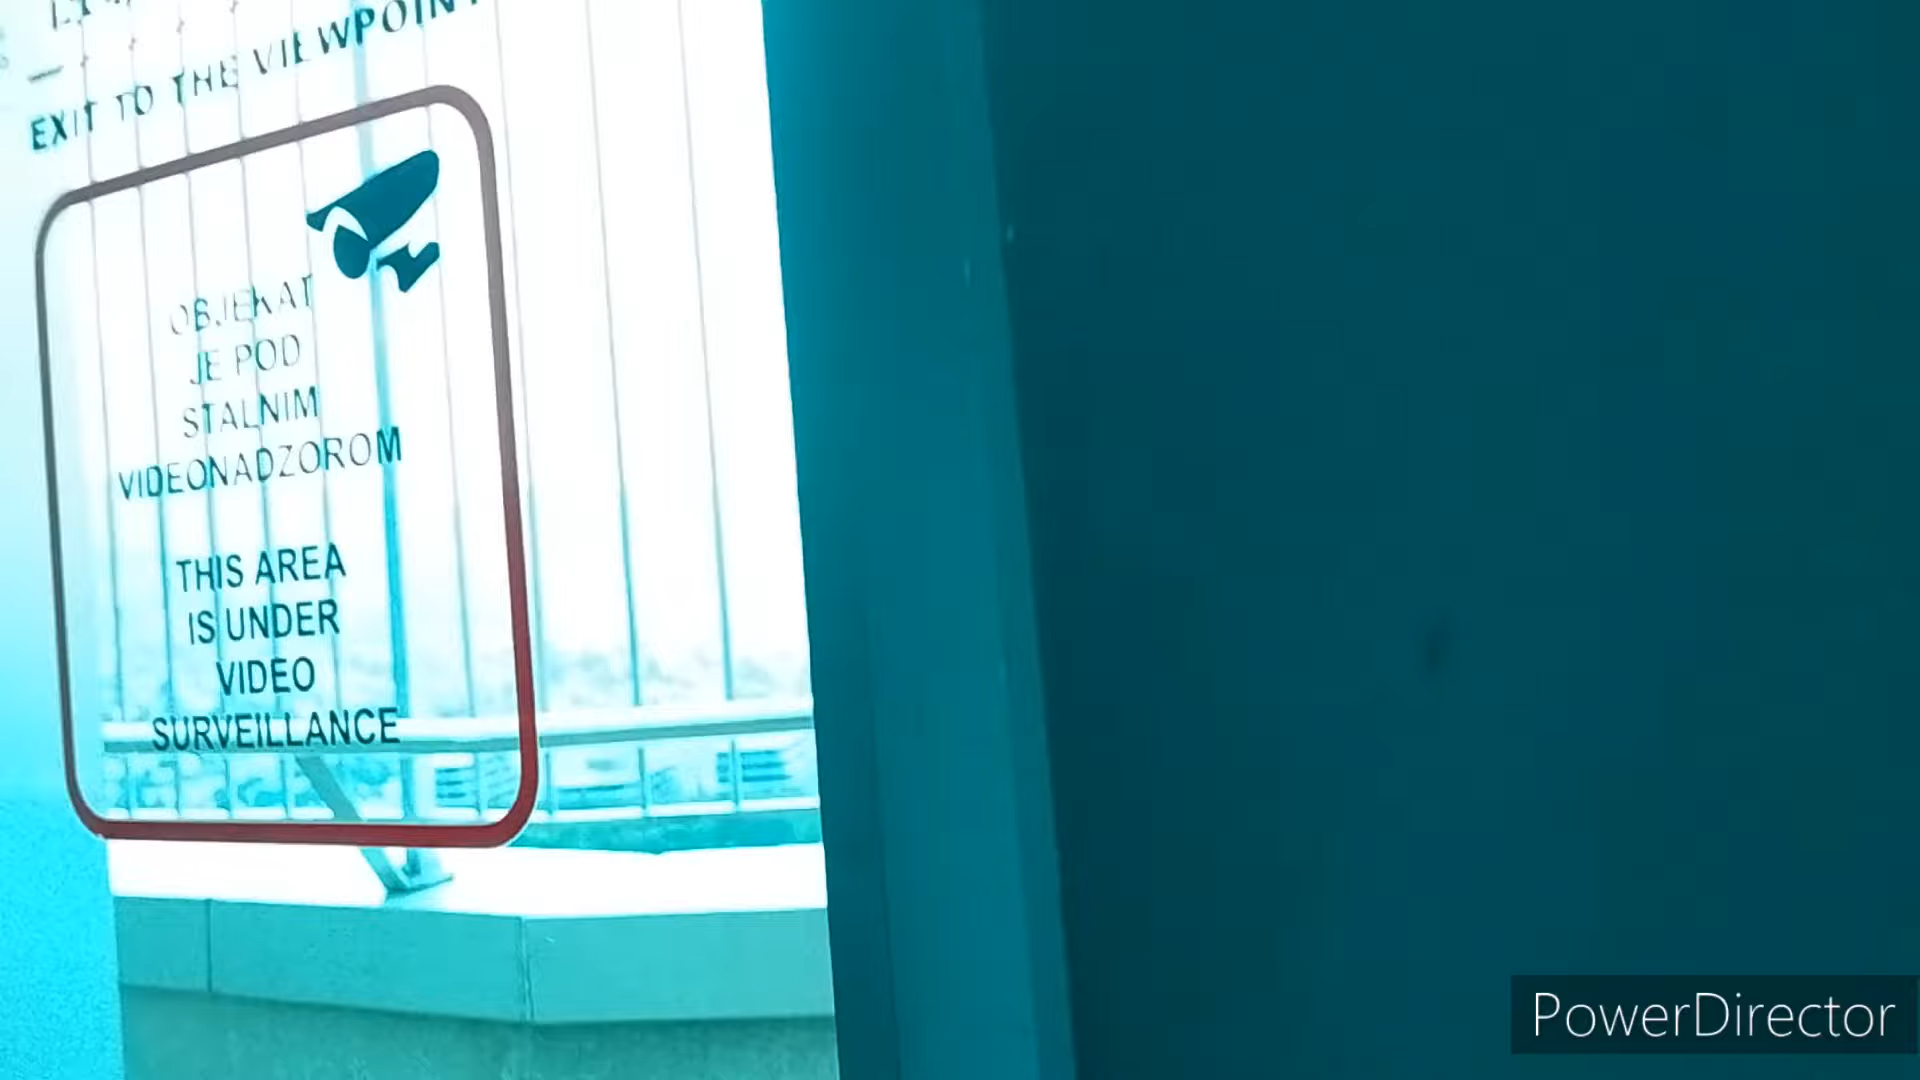 EXIT TO THE VIEWPOINT
OBJEKAT
JE POD
STALNIM
VIDEONADZOROM
THIS AREA
IS UNDER
VIDEO
SURVEILLANCE
PowerDirector